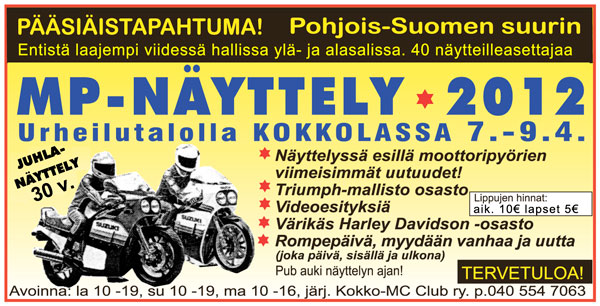 PÄÄSIÄISTAPAHTUMA! Pohjois-Suomen suurin
Entistä laajempi viidessä hallissa ylä- ja alasalissa. 40 näytteilleasettajaa
MP-NÄYTTELY 2012
Urheilutalolla KOKKOLASSA 7.-9.4.
JUHLA-
NÄYTTELY
30 v.
SUZUKI
SUZUKI
Näyttelyssä esillä moottoripyörien
viimeisimmät uutuudet!
Triumph-mallisto osasto
Videoesityksiä
Värikäs Harley Davidson -osasto
Rompepäivä, myydään vanhaa ja uutta
(joka päivä, sisällä ja ulkona)
Pub auki näyttelyn ajan!
Lippujen hinnat:
aik. 10€ lapset 5€
TERVETULOA!
Avoinna: la 10 -19, su 10 -19, ma 10 -16, järj. Kokko-MC Club ry. p.040 554 7063